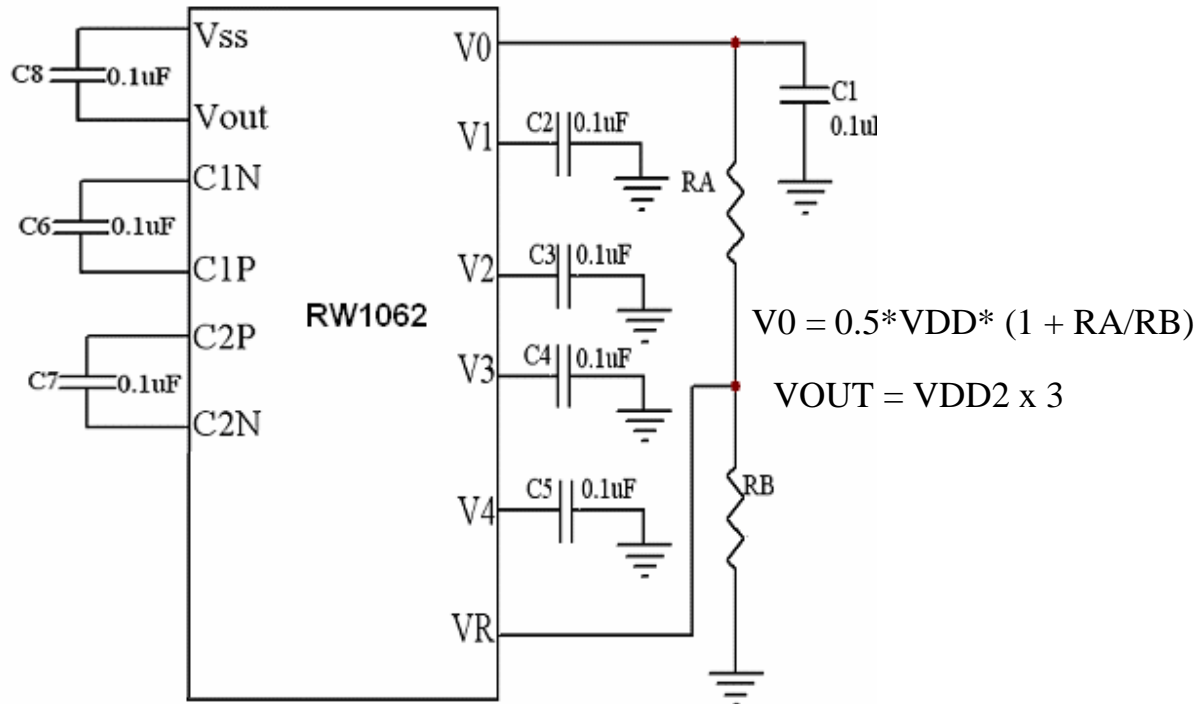 Vss
C8
0.1uF
Vout
C1N
C6
0.1uF
C1P
C2P
C7
0.1uF
C2N
RW1062
V0
C1
V1
C2
0.1uF
RA
V2
C3
0.1uF
V3
C4
0.1uF
V4
C5
0.1uF
RB
VR
V0 = 0.5*VDD* (1 + RA/RB)
VOUT = VDD2 x 3